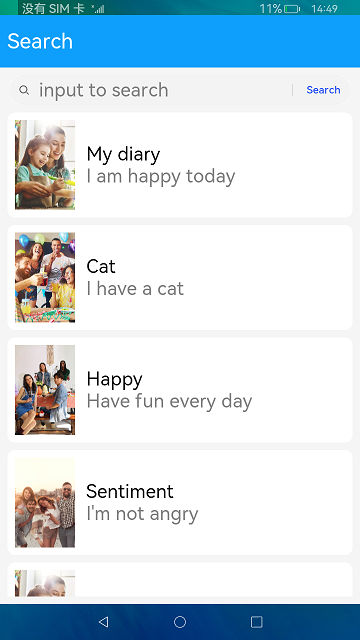 没有 SIM 卡
11%
14:49
Search
input to search
Search
My diary
I am happy today
Cat
I have a cat
Happy
Have fun every day
Sentiment
I'm not angry